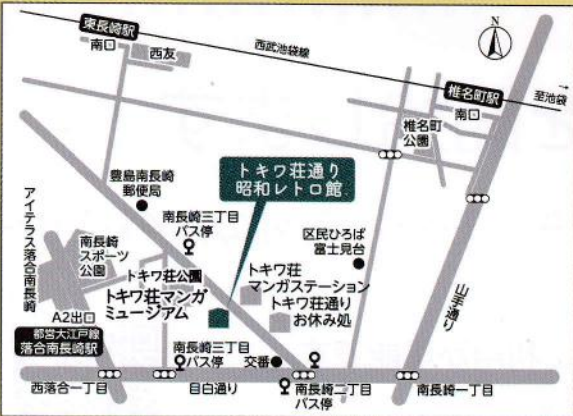 東長崎駅
南口
西友
西武池袋線
N
椎名町駅
至池袋
南口
椎名町
公園
トキワ荘通り
昭和レトロ館
豊島南長崎
郵便局
南長崎三丁目
バス停
区民ひろば
富士見台
アイテラス落合南長崎
南長崎
スポーツ
公園
トキワ荘公園
トキワ荘マンガ
ミュージアム
トキワ荘
マンガステーション
トキワ荘通り
お休み処
山手通り
A2出口
都営大江戸線
落合南長崎駅
南長崎三丁目
バス停
交番
西落合一丁目
目白通り
南長崎二丁目
バス停
南長崎一丁目